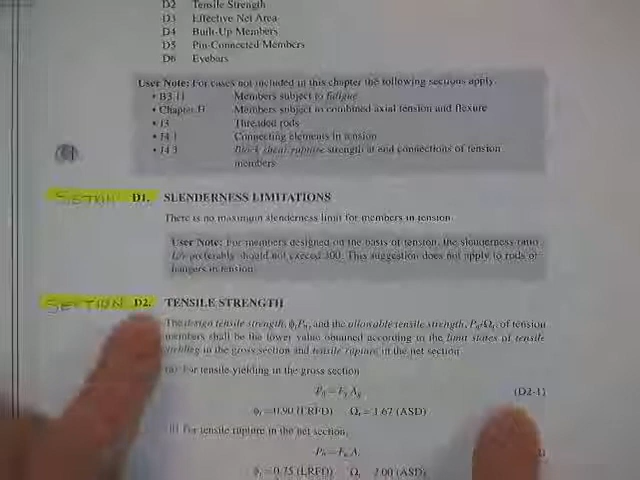 D2 Tensile Strength
D3 Effective Net Area
D4 Built-Up Members
D5 Pin-Connected Members
D6 Eyebars
User Note: For cases not included in this chapter the following sections apply.
• B3.11 Members subject to fatigue
• Chapter H Members subject to combined axial tension and flexure
• J3 Threaded rods
• J4.1 Connecting elements in tension
• J4.3 Block shear rupture strength at end connections of tension
members
SECTION D1. SLENDERNESS LIMITATIONS
There is no maximum slenderness limit for members in tension.
User Note: For members designed on the basis of tension, the slenderness ratio
L/r preferably should not exceed 300. This suggestion does not apply to rods or
hangers in tension.
SECTION D2. TENSILE STRENGTH
The design tensile strength, ϕtPn, and the allowable tensile strength, Pn/Ωt, of tension
members shall be the lower value obtained according to the limit states of tensile
yielding in the gross section and tensile rupture in the net section.
(a) For tensile yielding in the gross section
Pn = FyAg (D2-1)
ϕt = 0.90 (LRFD) Ωt = 1.67 (ASD)
For tensile rupture in the net section,
Pn = FuAe
ϕt = 0.75 (LRFD) Ωt 2.00 (ASD)